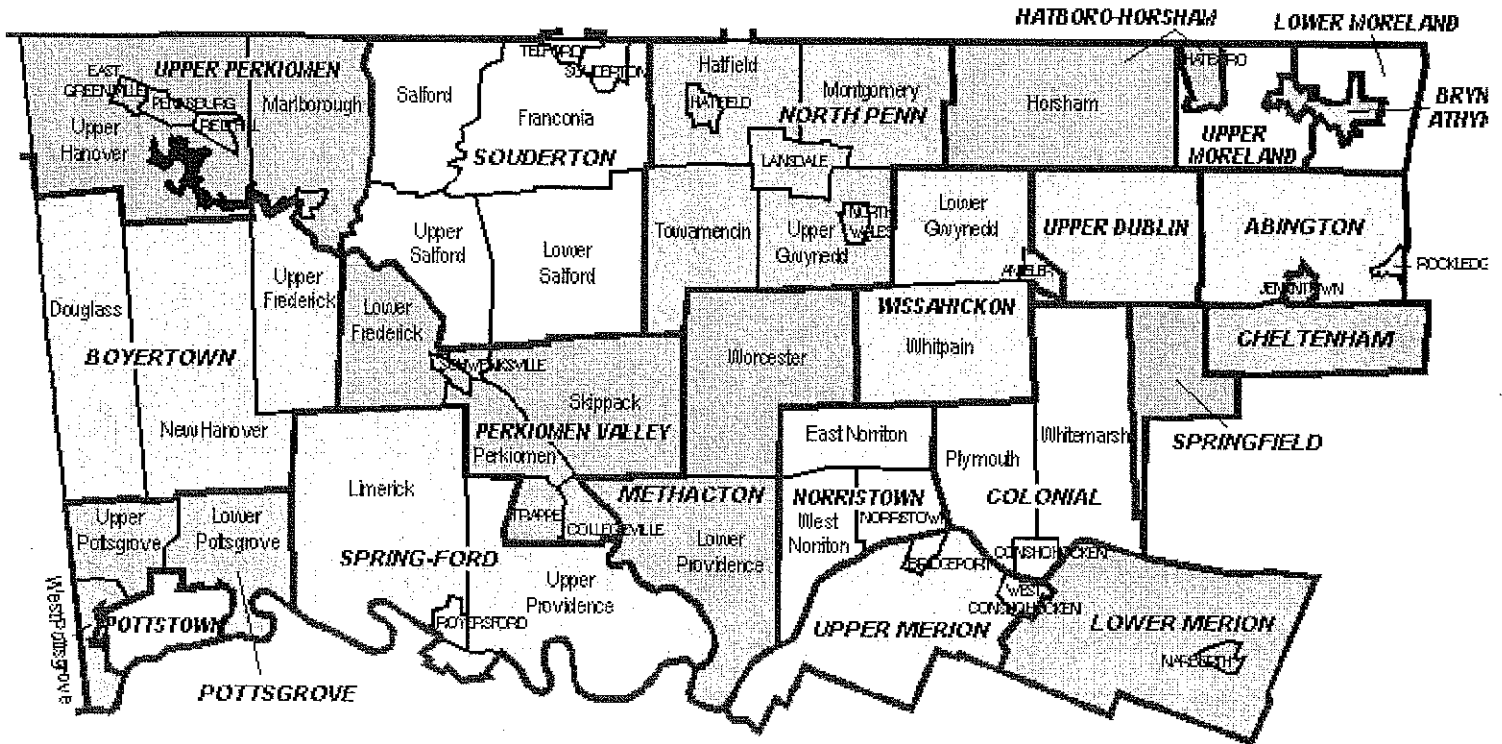 HATBORO-HORSHAM
LOWER MORELAND
TELFORD
SOUDERTON
EAST
GREENVILLE
UPPER PERKIOMEN
PENNSBURG
RED HILL
Marlborough
Salford
Franconia
SOUDERTON
Hatfield
HATFIELD
Montgomery
NORTH PENN
LANSDALE
Horsham
HATBORO
UPPER
MORELAND
BRYN
ATHYN
Upper
Hanover
Upper
Salford
Lower
Salford
Towamencin
Upper
Gwynedd
NORTH
WALES
Lower
Gwynedd
AMBLER
UPPER DUBLIN
ABINGTON
ROCKLEDG
JENKINTOWN
Douglass
BOYERTOWN
Upper
Frederick
Lower
Frederick
SCHWENKSVILLE
Worcester
WISSAHICKON
Whitpain
CHELTENHAM
New Hanover
Skippack
PERKIOMEN VALLEY
Perkiomen
East Norriton
Plymouth
Whitemarsh
SPRINGFIELD
Upper
Pottsgrove
Lower
Pottsgrove
Limerick
TRAPPE
COLLEGEVILLE
METHACTON
Lower
Providence
NORRISTOWN
West
Norriton
NORRISTOWN
COLONIAL
SPRING-FORD
Upper
Providence
BRIDGEPORT
CONSHOHOCKEN
WEST
CONSHOHOCKEN
West Pottsgrove
POTTSTOWN
ROYERSFORD
UPPER MERION
LOWER MERION
NARBERTH
POTTSGROVE